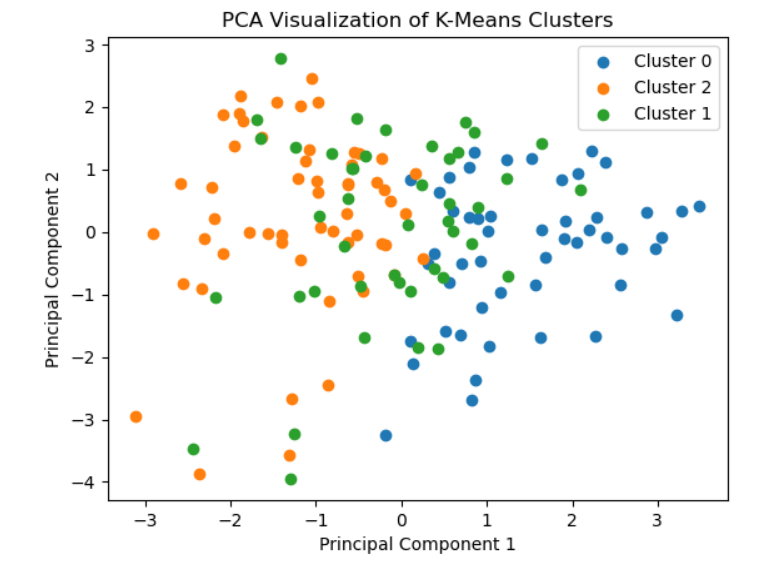 PCA Visualization of K-Means Clusters
Cluster 0
Cluster 2
Cluster 1
3
2
1
0
−1
−2
−3
−4
Principal Component 2
−3 −2 −1 0 1 2 3
Principal Component 1